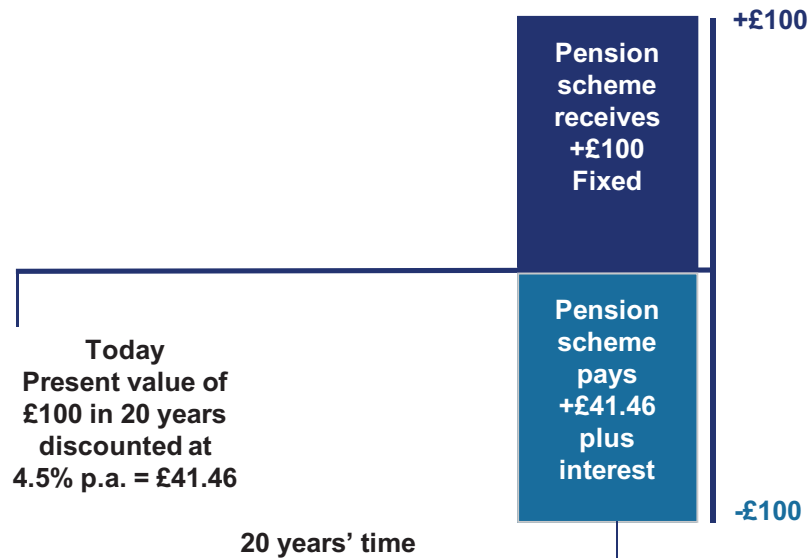 +£100
Pension
scheme
receives
+£100
Fixed
Pension
scheme
pays
+£41.46
plus
interest
Today
Present value of
£100 in 20 years
discounted at
4.5% p.a. = £41.46
-£100
20 years’ time